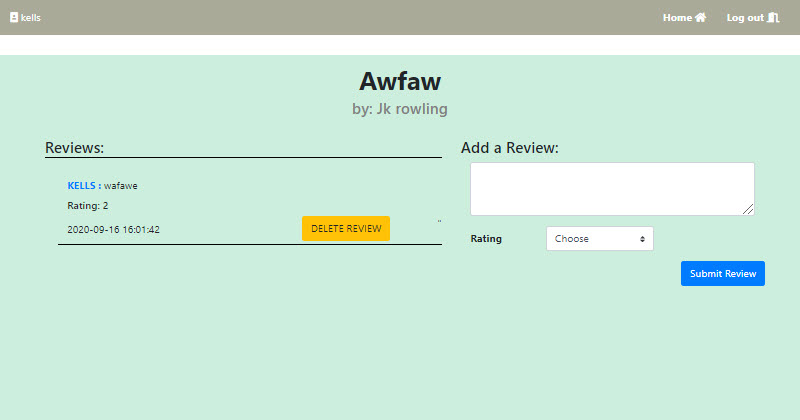 kells
Home
Log out
Awfaw
by: Jk rowling
Reviews:
KELLS : wafawe
Rating: 2
2020-09-16 16:01:42
DELETE REVIEW
"
Add a Review:
Rating
Choose
Submit Review